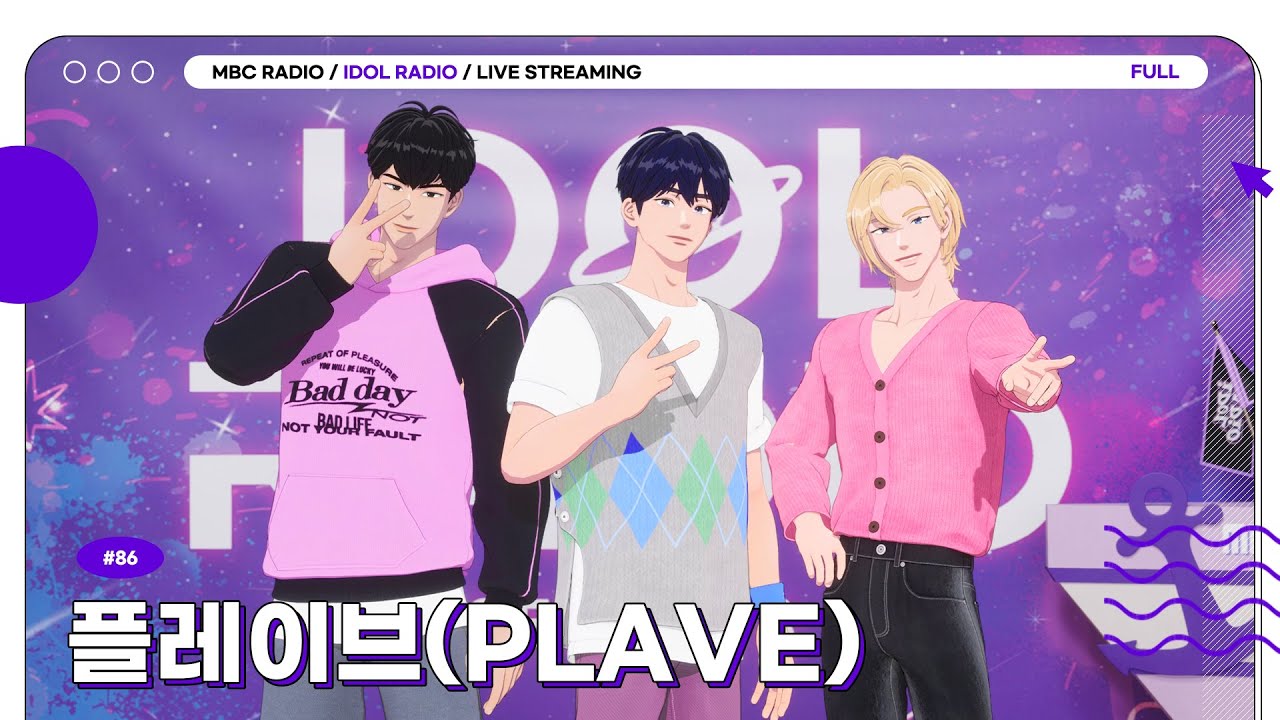 MBC RADIO / IDOL RADIO / LIVE STREAMING
FULL
IDOL
REPEAT OF PLEASURE
YOU WILL BE LUCKY
Bad day
NOT
BAD LIFE
NOT YOUR FAULT
#86
플레이브(PLAVE)